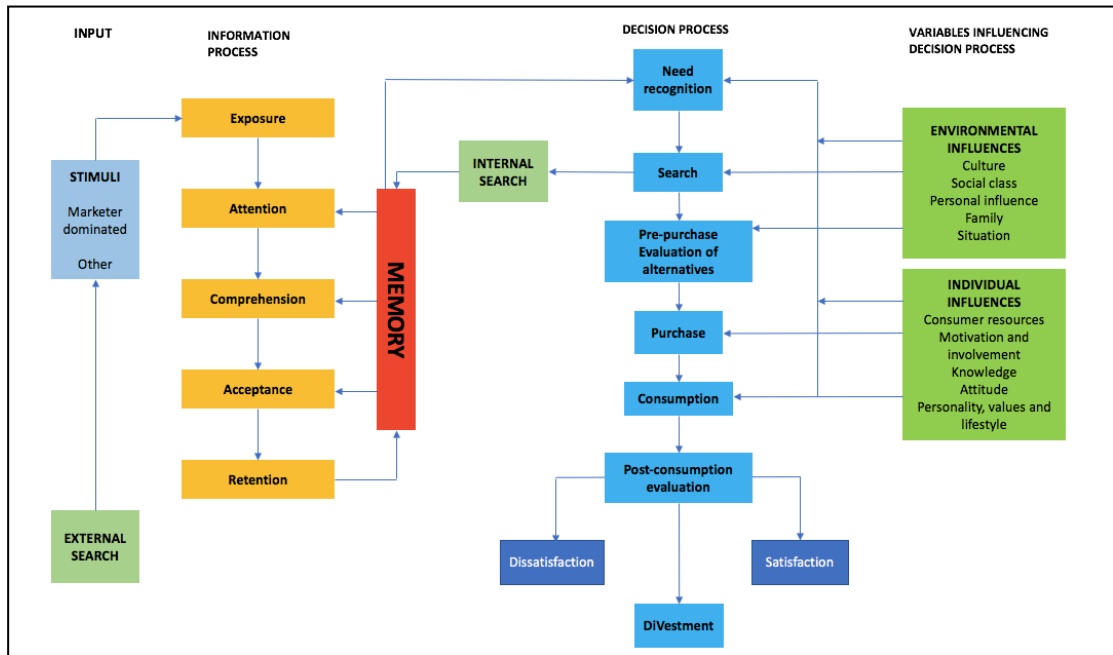 INPUT
INFORMATION
PROCESS
DECISION PROCESS
VARIABLES INFLUENCING
DECISION PROCESS
Exposure
Attention
Comprehension
Acceptance
Retention
STIMULI
Marketer
dominated
Other
EXTERNAL
SEARCH
MEMORY
INTERNAL
SEARCH
Need
recognition
Search
Pre-purchase
Evaluation of
alternatives
Purchase
Consumption
Post-consumption
evaluation
Dissatisfaction
Satisfaction
DiVestment
ENVIRONMENTAL
INFLUENCES
Culture
Social class
Personal influence
Family
Situation
INDIVIDUAL
INFLUENCES
Consumer resources
Motivation and
involvement
Knowledge
Attitude
Personality, values and
lifestyle